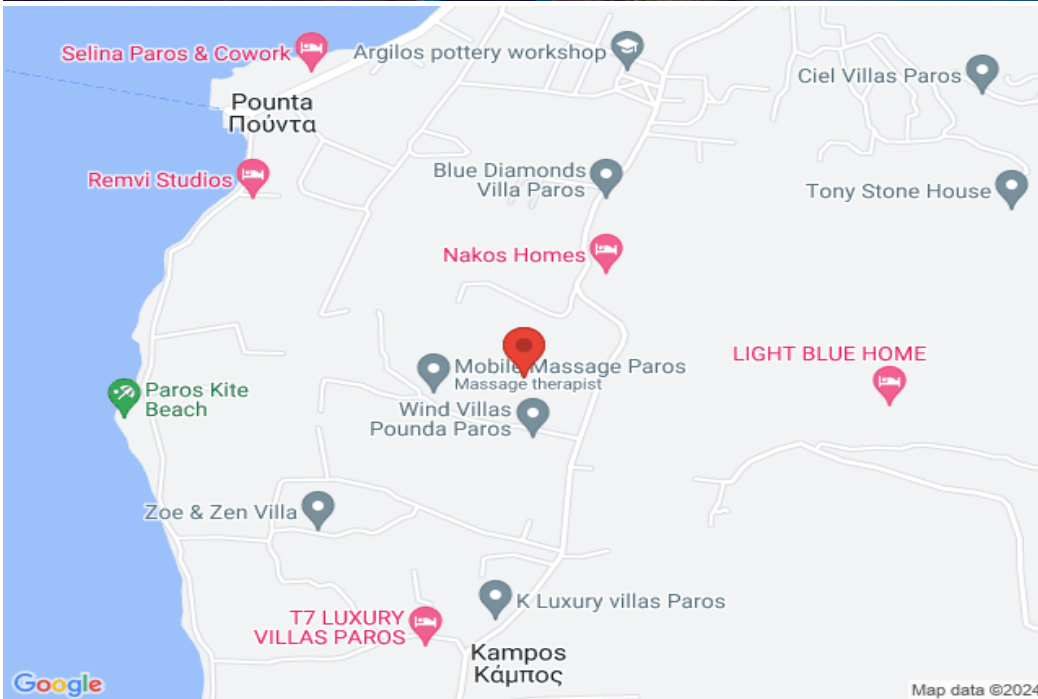 Selina Paros & Cowork
Argilos pottery workshop
Ciel Villas Paros
Pounta
Πούντα
Remvi Studios
Blue Diamonds
Villa Paros
Tony Stone House
Nakos Homes
LIGHT BLUE HOME
Mobile Massage Paros
Massage therapist
Paros Kite
Beach
Wind Villas
Pounda Paros
Zoe & Zen Villa
K Luxury villas Paros
T7 LUXURY
VILLAS PAROS
Kampos
Κάμπος
Google
Map data ©2024